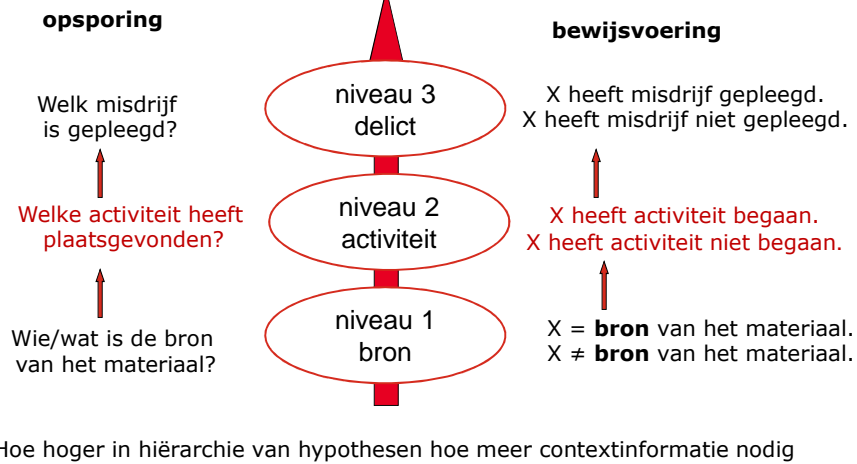 opsporing
bewijsvoering
Welk misdrijf
is gepleegd?
niveau 3
delict
X heeft misdrijf gepleegd.
X heeft misdrijf niet gepleegd.
Welke activiteit heeft
plaatsgevonden?
niveau 2
activiteit
X heeft activiteit begaan.
X heeft activiteit niet begaan.
Wie/wat is de bron
van het materiaal?
niveau 1
bron
X = bron van het materiaal.
X ≠ bron van het materiaal.
Hoe hoger in hiërarchie van hypothesen hoe meer contextinformatie nodig